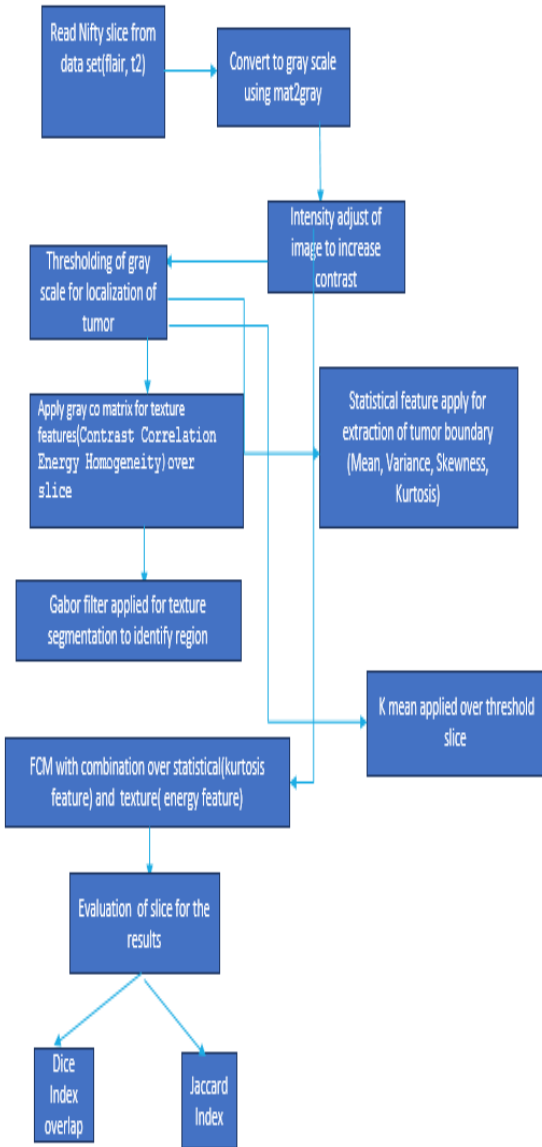 Read Nifty slice from
data set(flair, t2)
Convert to gray scale
using mat2gray
Intensity adjust of
image to increase
contrast
Thresholding of gray
scale for localization of
tumor
Apply gray co matrix for texture
features(Contrast Correlation
Energy Homogeneity)over
slice
Statistical feature apply for
extraction of tumor boundary
(Mean, Variance, Skewness,
Kurtosis)
Gabor filter applied for texture
segmentation to identify region
K mean applied over threshold
slice
FCM with combination over statistical(kurtosis
feature) and texture( energy feature)
Evaluation of slice for the
results
Dice
Index
overlap
Jaccard
Index